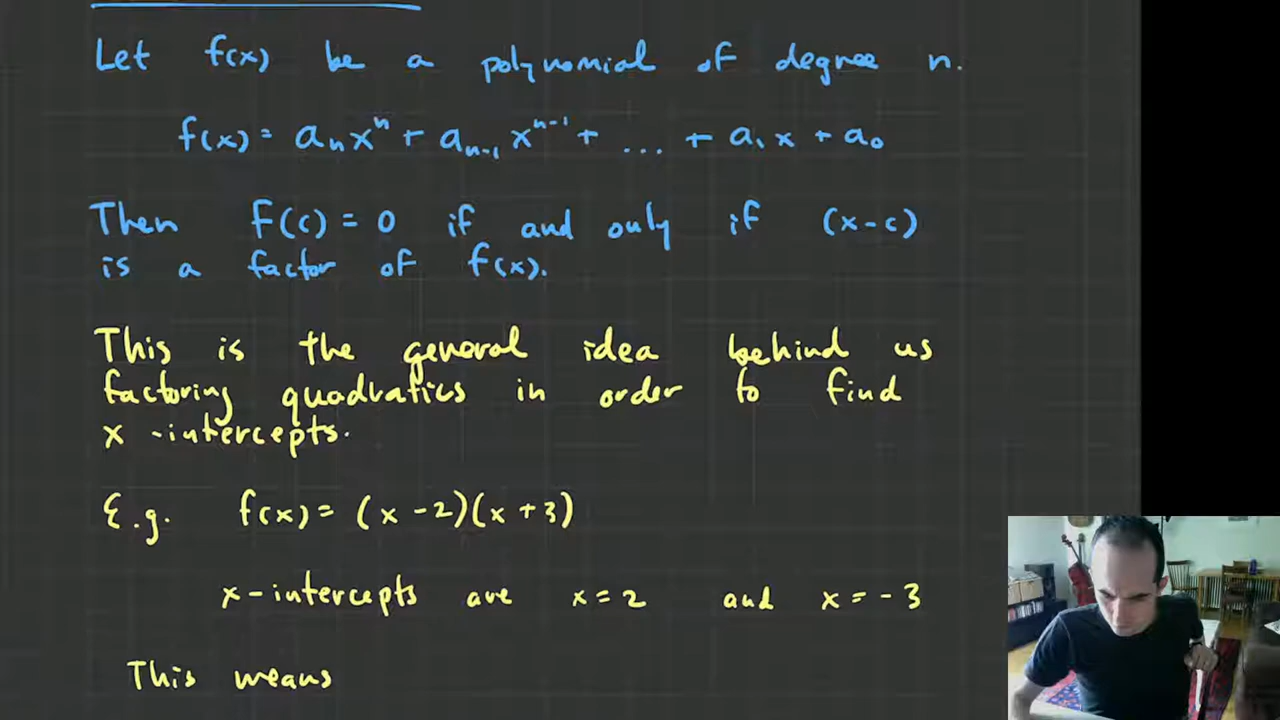 Let f(x) be a polynomial of degree n.
f(x) = aₙxⁿ + aₙ₋₁xⁿ⁻¹ + ... + a₁x + a₀
Then f(c) = 0 if and only if (x-c)
is a factor of f(x).
This is the general idea behind us
factoring quadratics in order to find
x-intercepts.
E.g. f(x) = (x-2)(x+3)
x-intercepts are x=2 and x=-3
This means